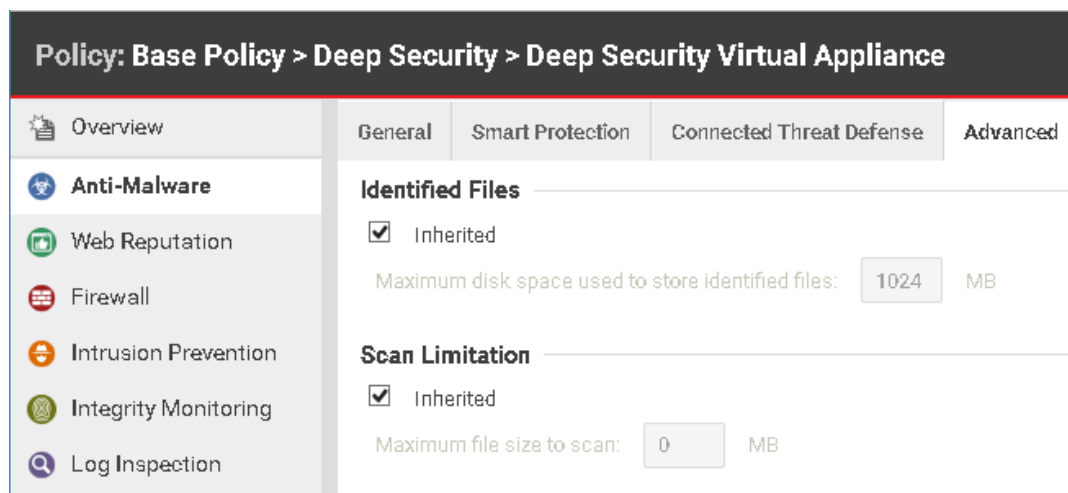 Policy: Base Policy > Deep Security > Deep Security Virtual Appliance
Overview
Anti-Malware
Web Reputation
Firewall
Intrusion Prevention
Integrity Monitoring
Log Inspection
General Smart Protection Connected Threat Defense Advanced
Identified Files
Inherited
Maximum disk space used to store identified files: 1024 MB
Scan Limitation
Inherited
Maximum file size to scan: 0 MB